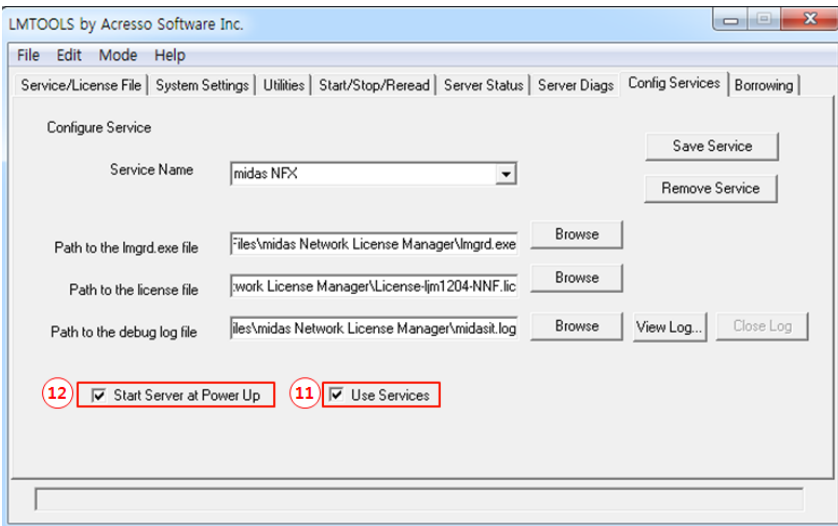 LMTOOLS by Acresso Software Inc.
File Edit Mode Help
Service/License File System Settings Utilities Start/Stop/Reread Server Status Server Diags Config Services Borrowing
Configure Service
Save Service
Service Name midas NFX
Remove Service
Path to the lmgrd.exe file Files\midas Network License Manager\lmgrd.exe Browse
Path to the license file work License Manager\License-ljm1204-NNF.lic Browse
Path to the debug log file iles\midas Network License Manager\midasit.log Browse View Log... Close Log
12 Start Server at Power Up 11 Use Services